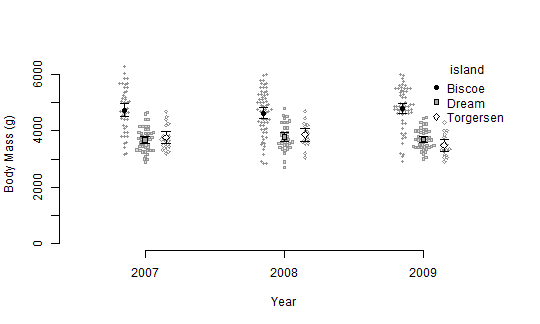 island
Biscoe
Dream
Torgersen
6000
4000
2000
0
Body Mass (g)
2007 2008 2009
Year